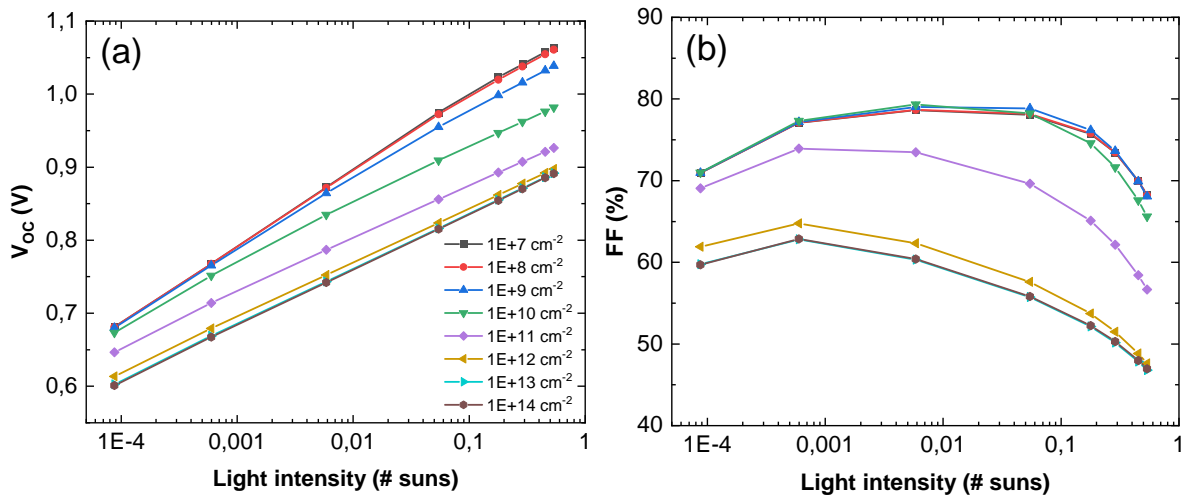 (a)
1,1
1,0
0,9
0,8
0,7
0,6
V_OC (V)
1E-4
0,001
0,01
0,1
1
Light intensity (# suns)
1E+7 cm⁻²
1E+8 cm⁻²
1E+9 cm⁻²
1E+10 cm⁻²
1E+11 cm⁻²
1E+12 cm⁻²
1E+13 cm⁻²
1E+14 cm⁻²
(b)
90
80
70
60
50
40
FF (%)
1E-4
0,001
0,01
0,1
1
Light intensity (# suns)